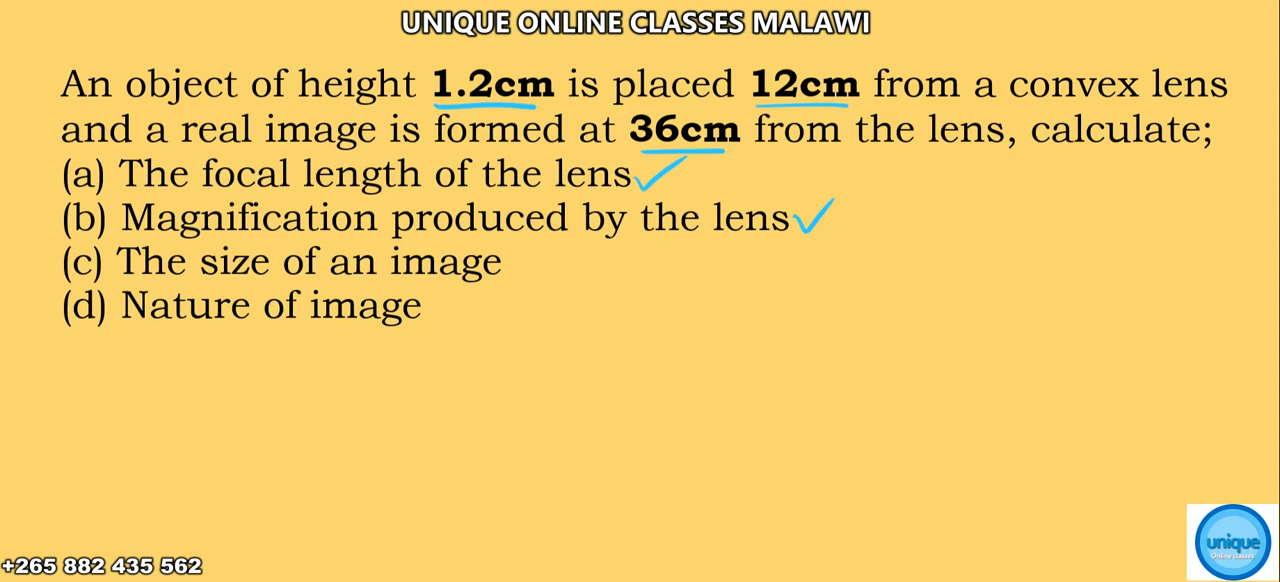 UNIQUE ONLINE CLASSES MALAWI
An object of height 1.2cm is placed 12cm from a convex lens
and a real image is formed at 36cm from the lens, calculate;
(a) The focal length of the lens
(b) Magnification produced by the lens
(c) The size of an image
(d) Nature of image
+265 882 435 562
unique
Online classes